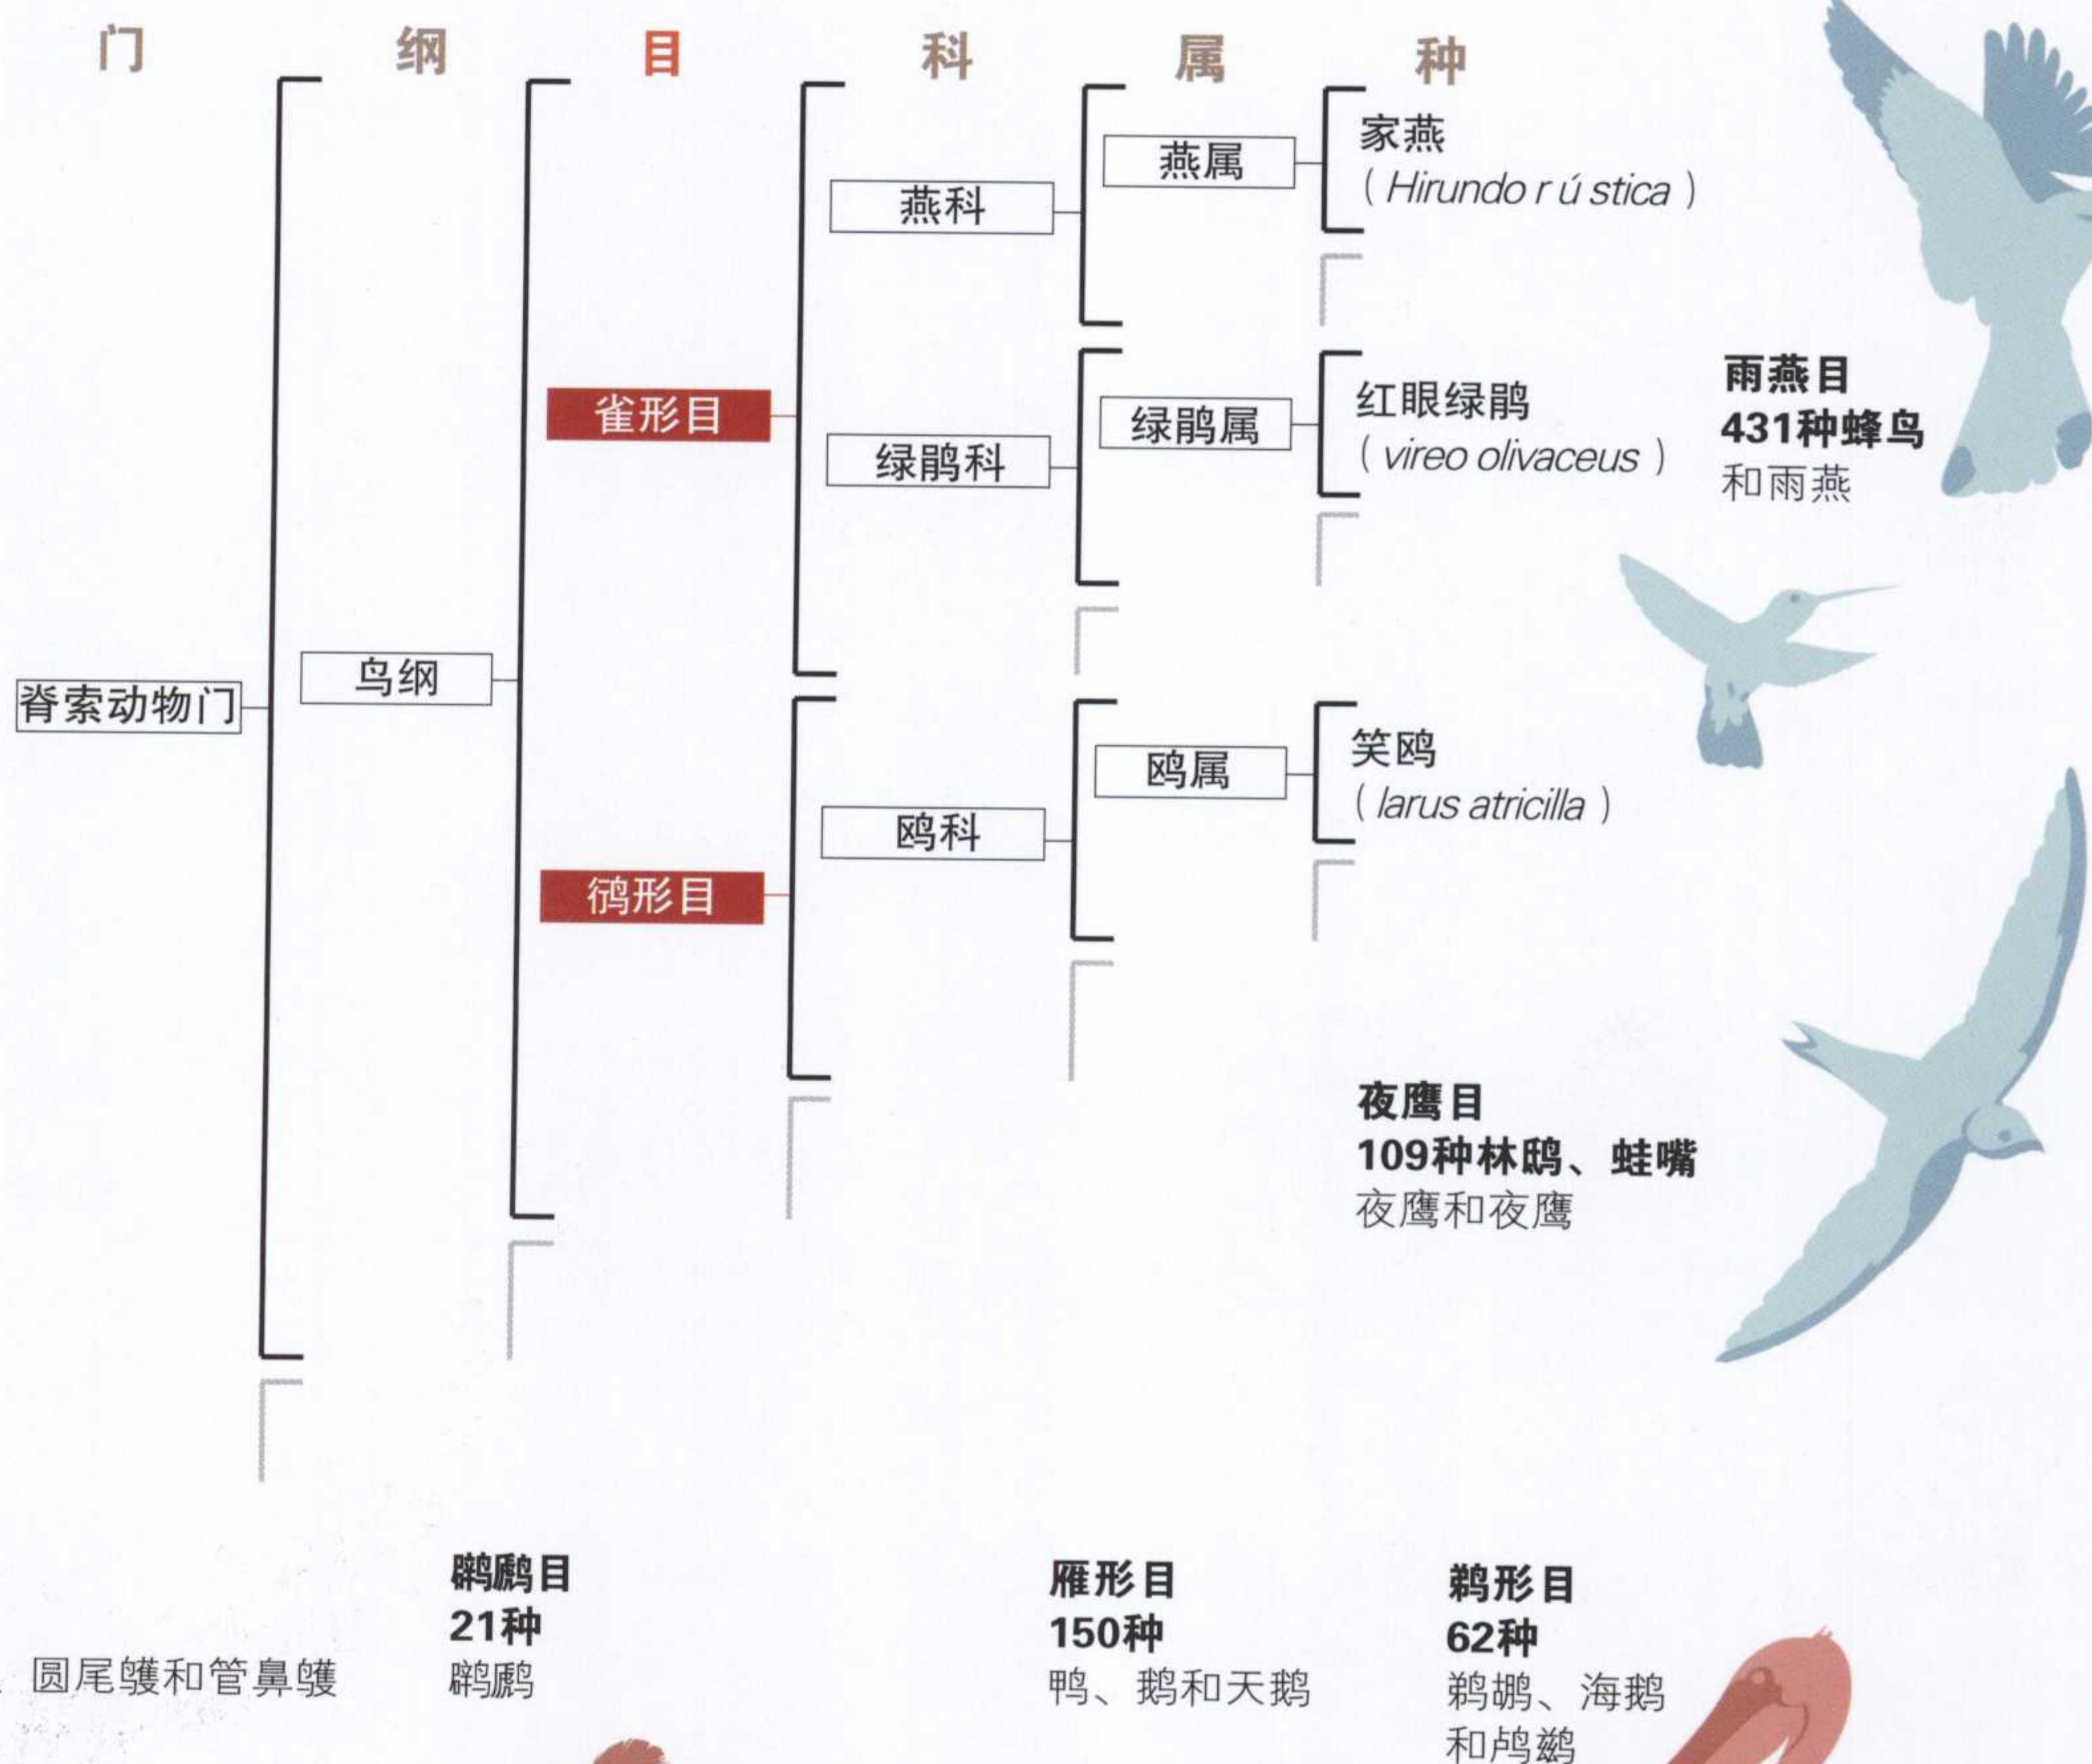 门 纲 目 科 属 种
脊索动物门
鸟纲
雀形目
燕科
燕属
家燕
(Hirundo r ú stica)
绿鹃科
绿鹃属
红眼绿鹃
(vireo olivaceus)
鸻形目
鸥科
鸥属
笑鸥
(larus atricilla)
雨燕目
431种蜂鸟
和雨燕
夜鹰目
109种林鸱、蛙嘴
夜鹰和夜鹰
圆尾鹱和管鼻鹱
䴙䴘目
21种
䴙䴘
雁形目
150种
鸭、鹅和天鹅
鹈形目
62种
鹈鹕、海鹅
和鸬鹚